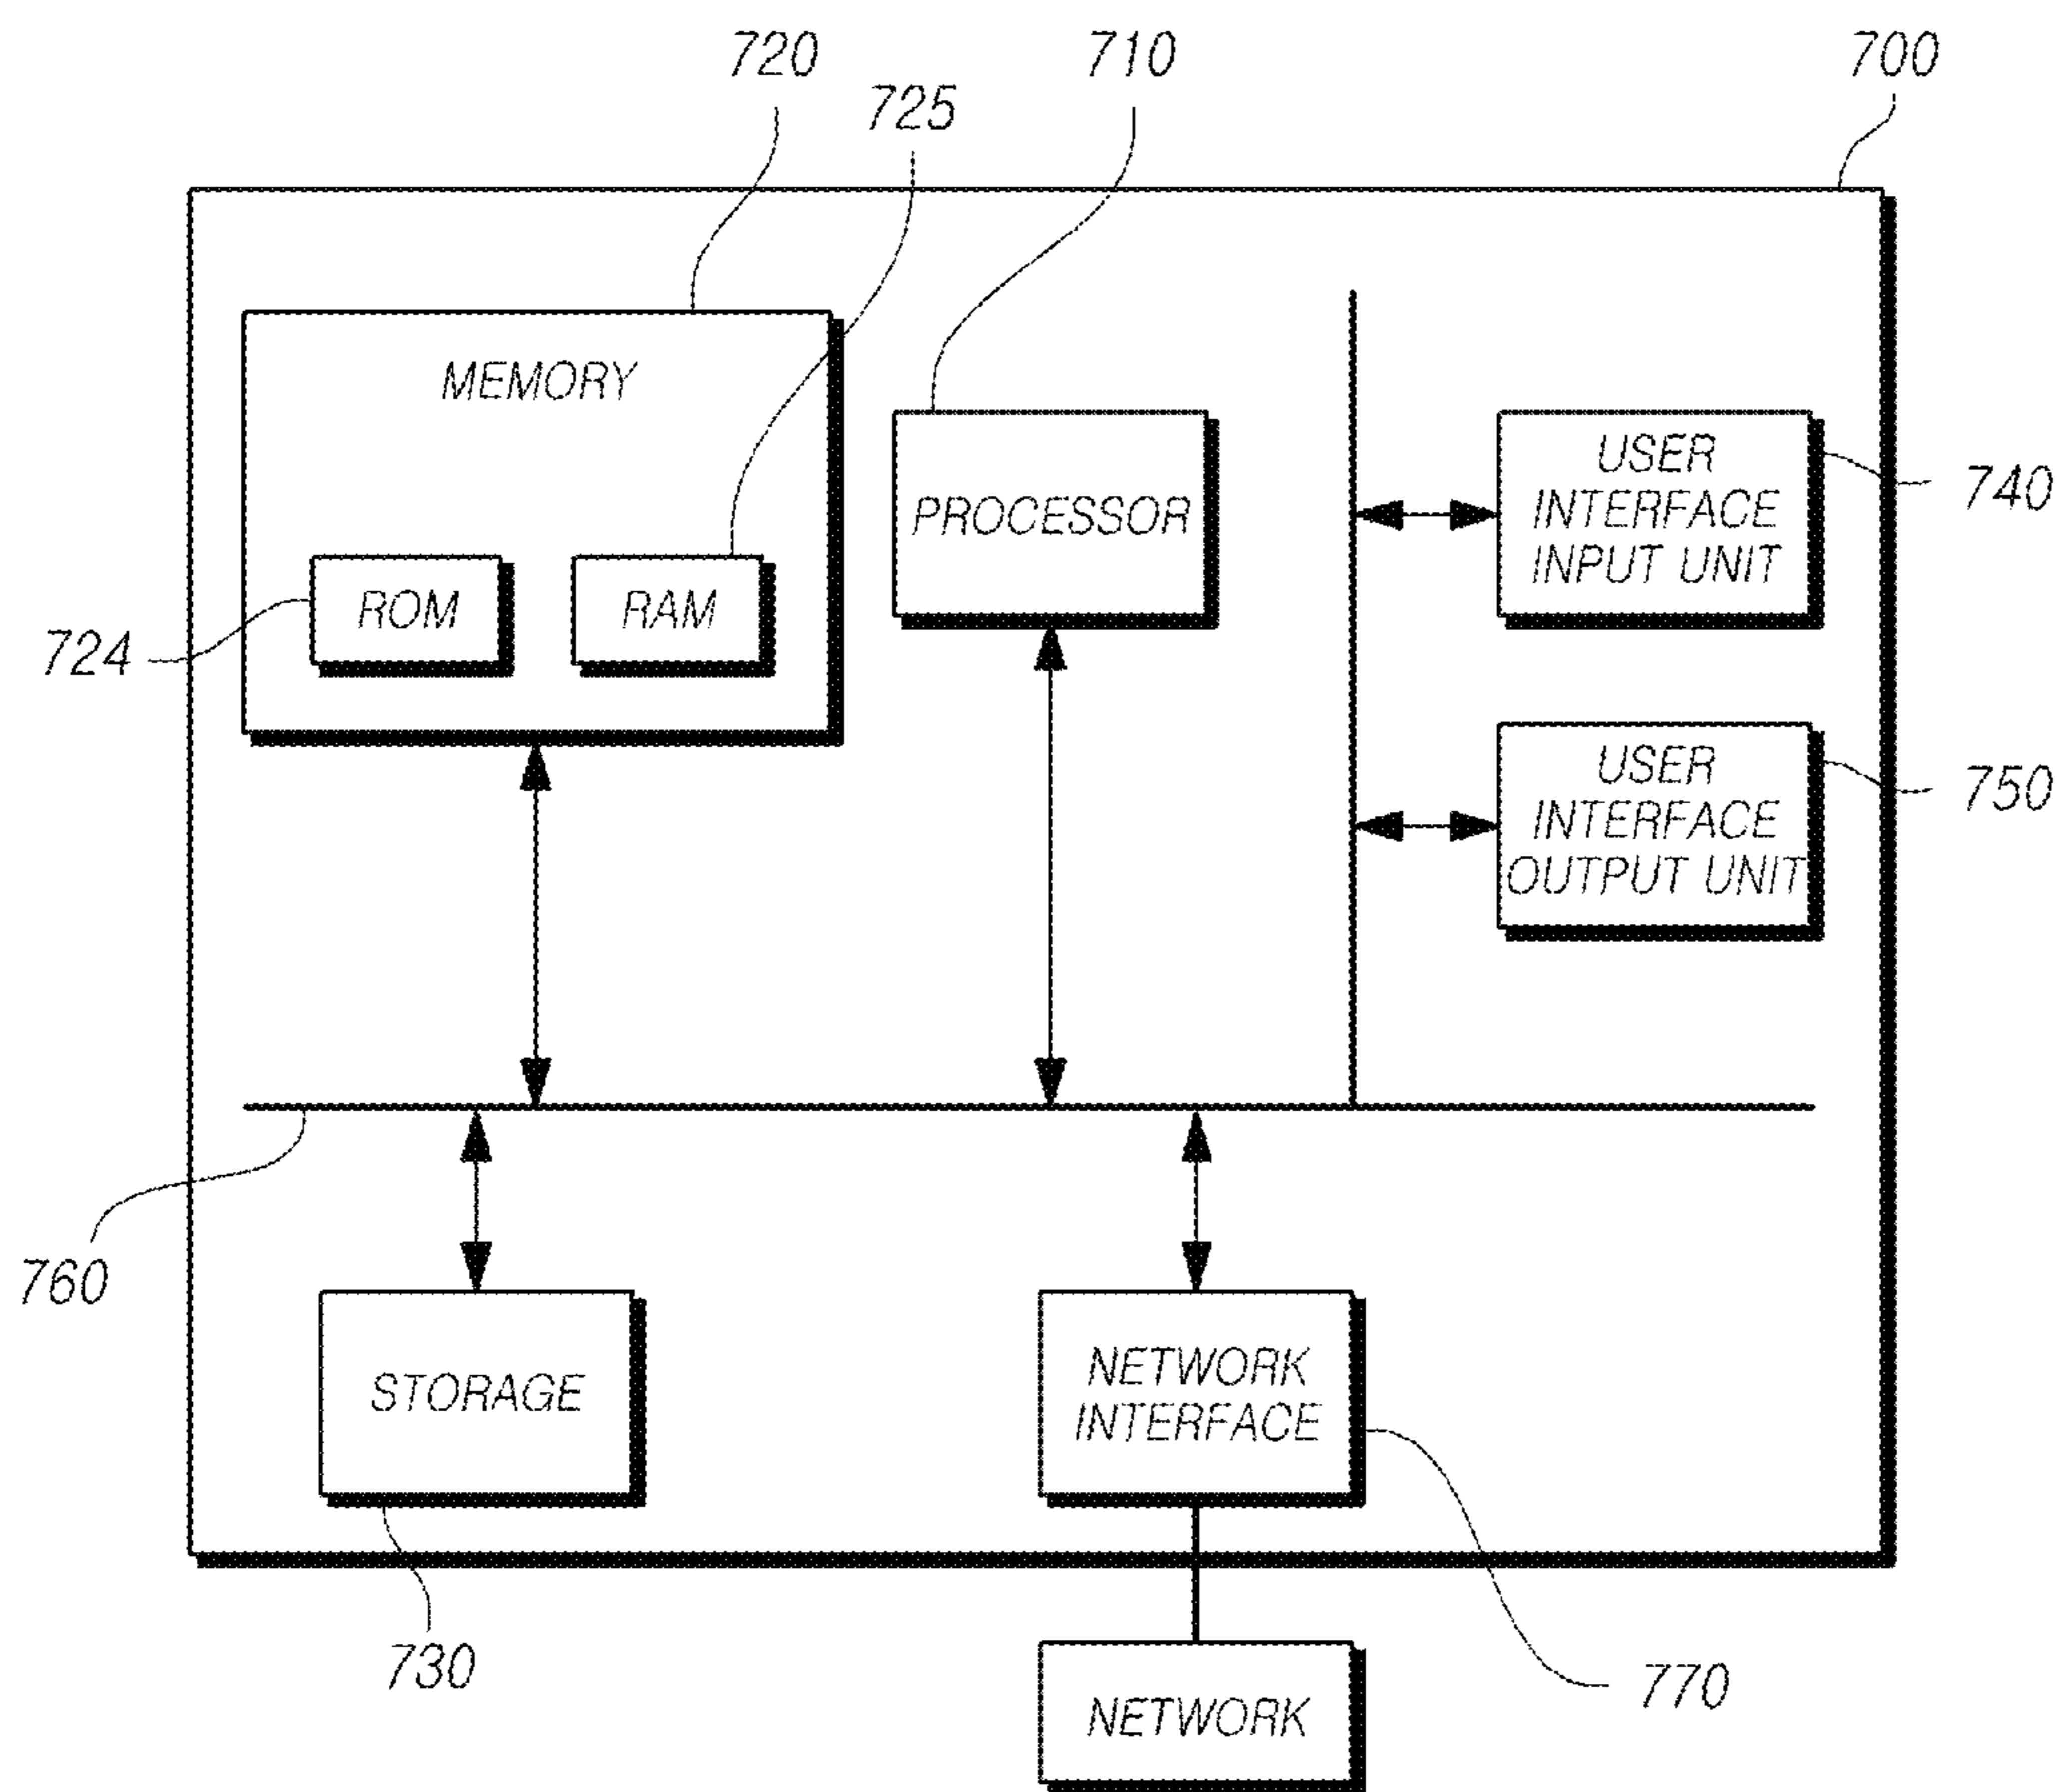 720
710
700
725
MEMORY
PROCESSOR
USER
INTERFACE
INPUT UNIT
740
ROM
RAM
724
USER
INTERFACE
OUTPUT UNIT
750
760
STORAGE
NETWORK
INTERFACE
730
770
NETWORK